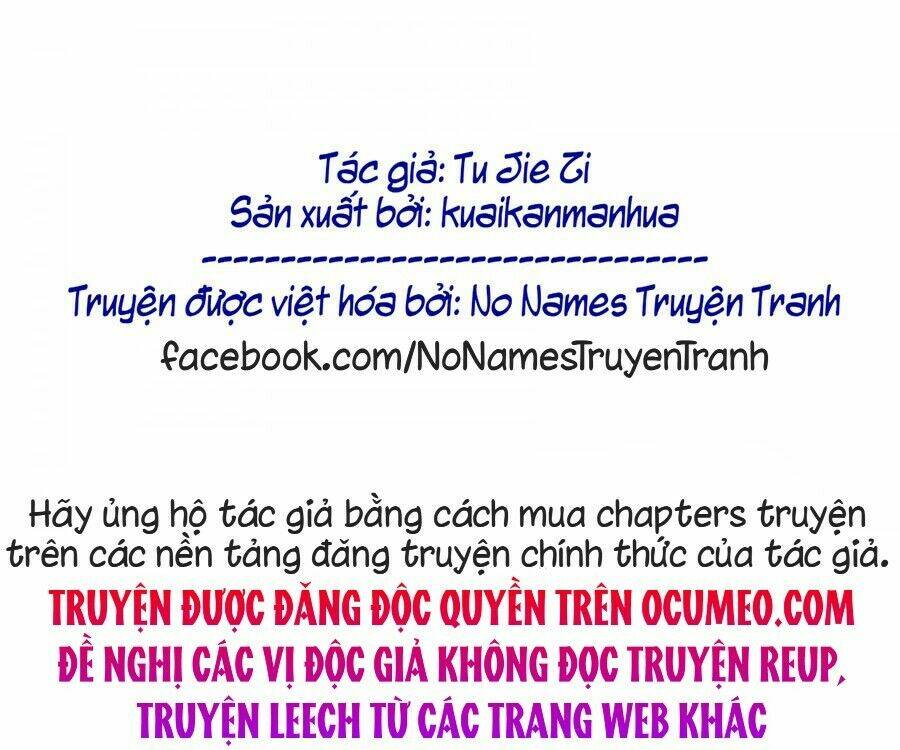 Tác giả: Tu Jie Zi
Sản xuất bởi: kuaikanmanhua
--------------------------------
Truyện được việt hóa bởi: No Names Truyện Tranh
facebook.com/NoNamesTruyenTranh
Hãy ủng hộ tác giả bằng cách mua chapters truyện
trên các nền tảng đăng truyện chính thức của tác giả.
TRUYỆN ĐƯỢC ĐĂNG ĐỘC QUYỀN TRÊN OCUMEO.COM
ĐỀ NGHỊ CÁC VỊ ĐỘC GIẢ KHÔNG ĐỌC TRUYỆN REUP,
TRUYỆN LEECH TỪ CÁC TRANG WEB KHÁC